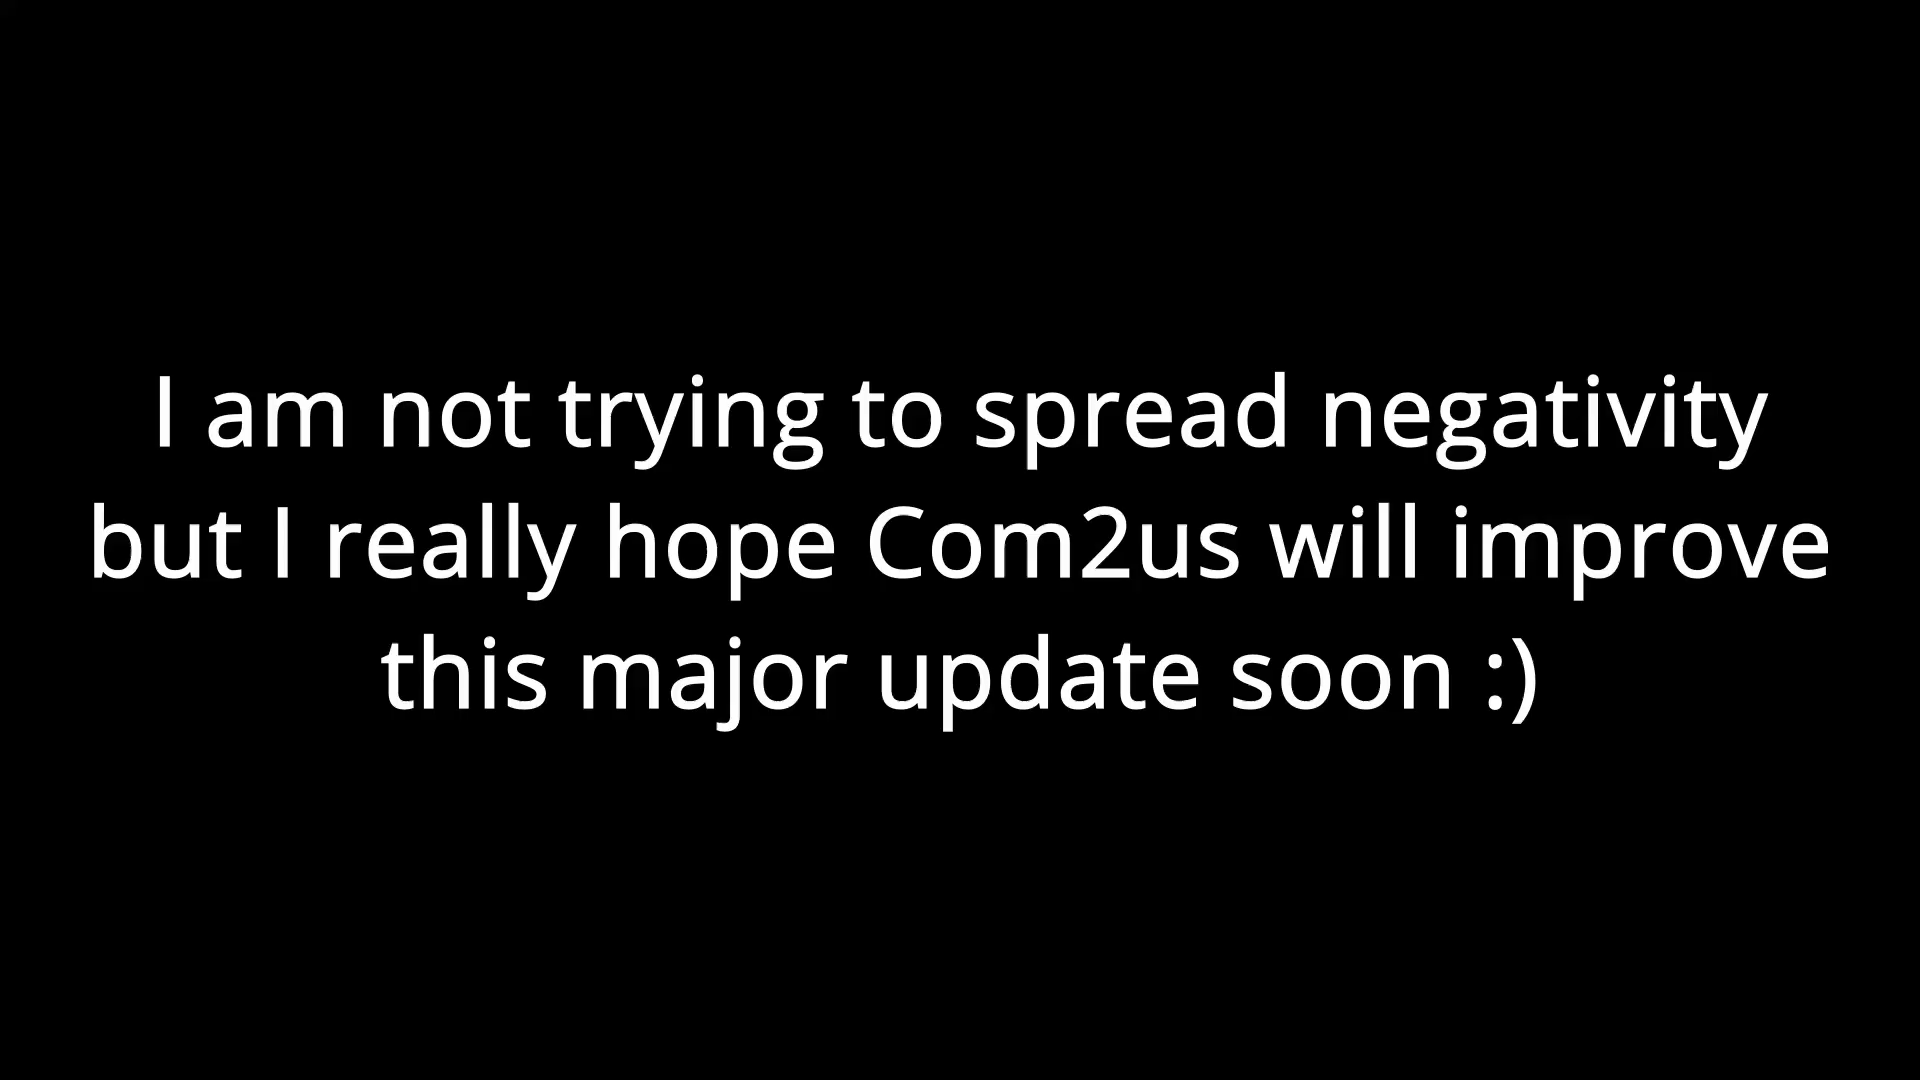 I am not trying to spread negativity
but I really hope Com2us will improve
this major update soon :)